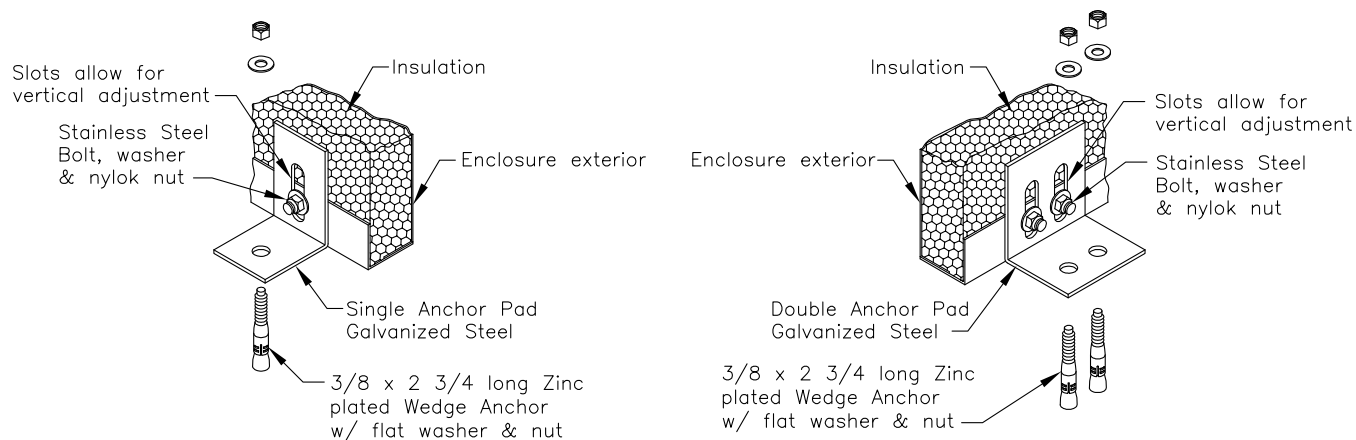 Slots allow for
vertical adjustment
Insulation
Stainless Steel
Bolt, washer
& nylok nut
Enclosure exterior
Single Anchor Pad
Galvanized Steel
3/8 x 2 3/4 long Zinc
plated Wedge Anchor
w/ flat washer & nut
Insulation
Slots allow for
vertical adjustment
Enclosure exterior
Stainless Steel
Bolt, washer
& nylok nut
Double Anchor Pad
Galvanized Steel
3/8 x 2 3/4 long Zinc
plated Wedge Anchor
w/ flat washer & nut